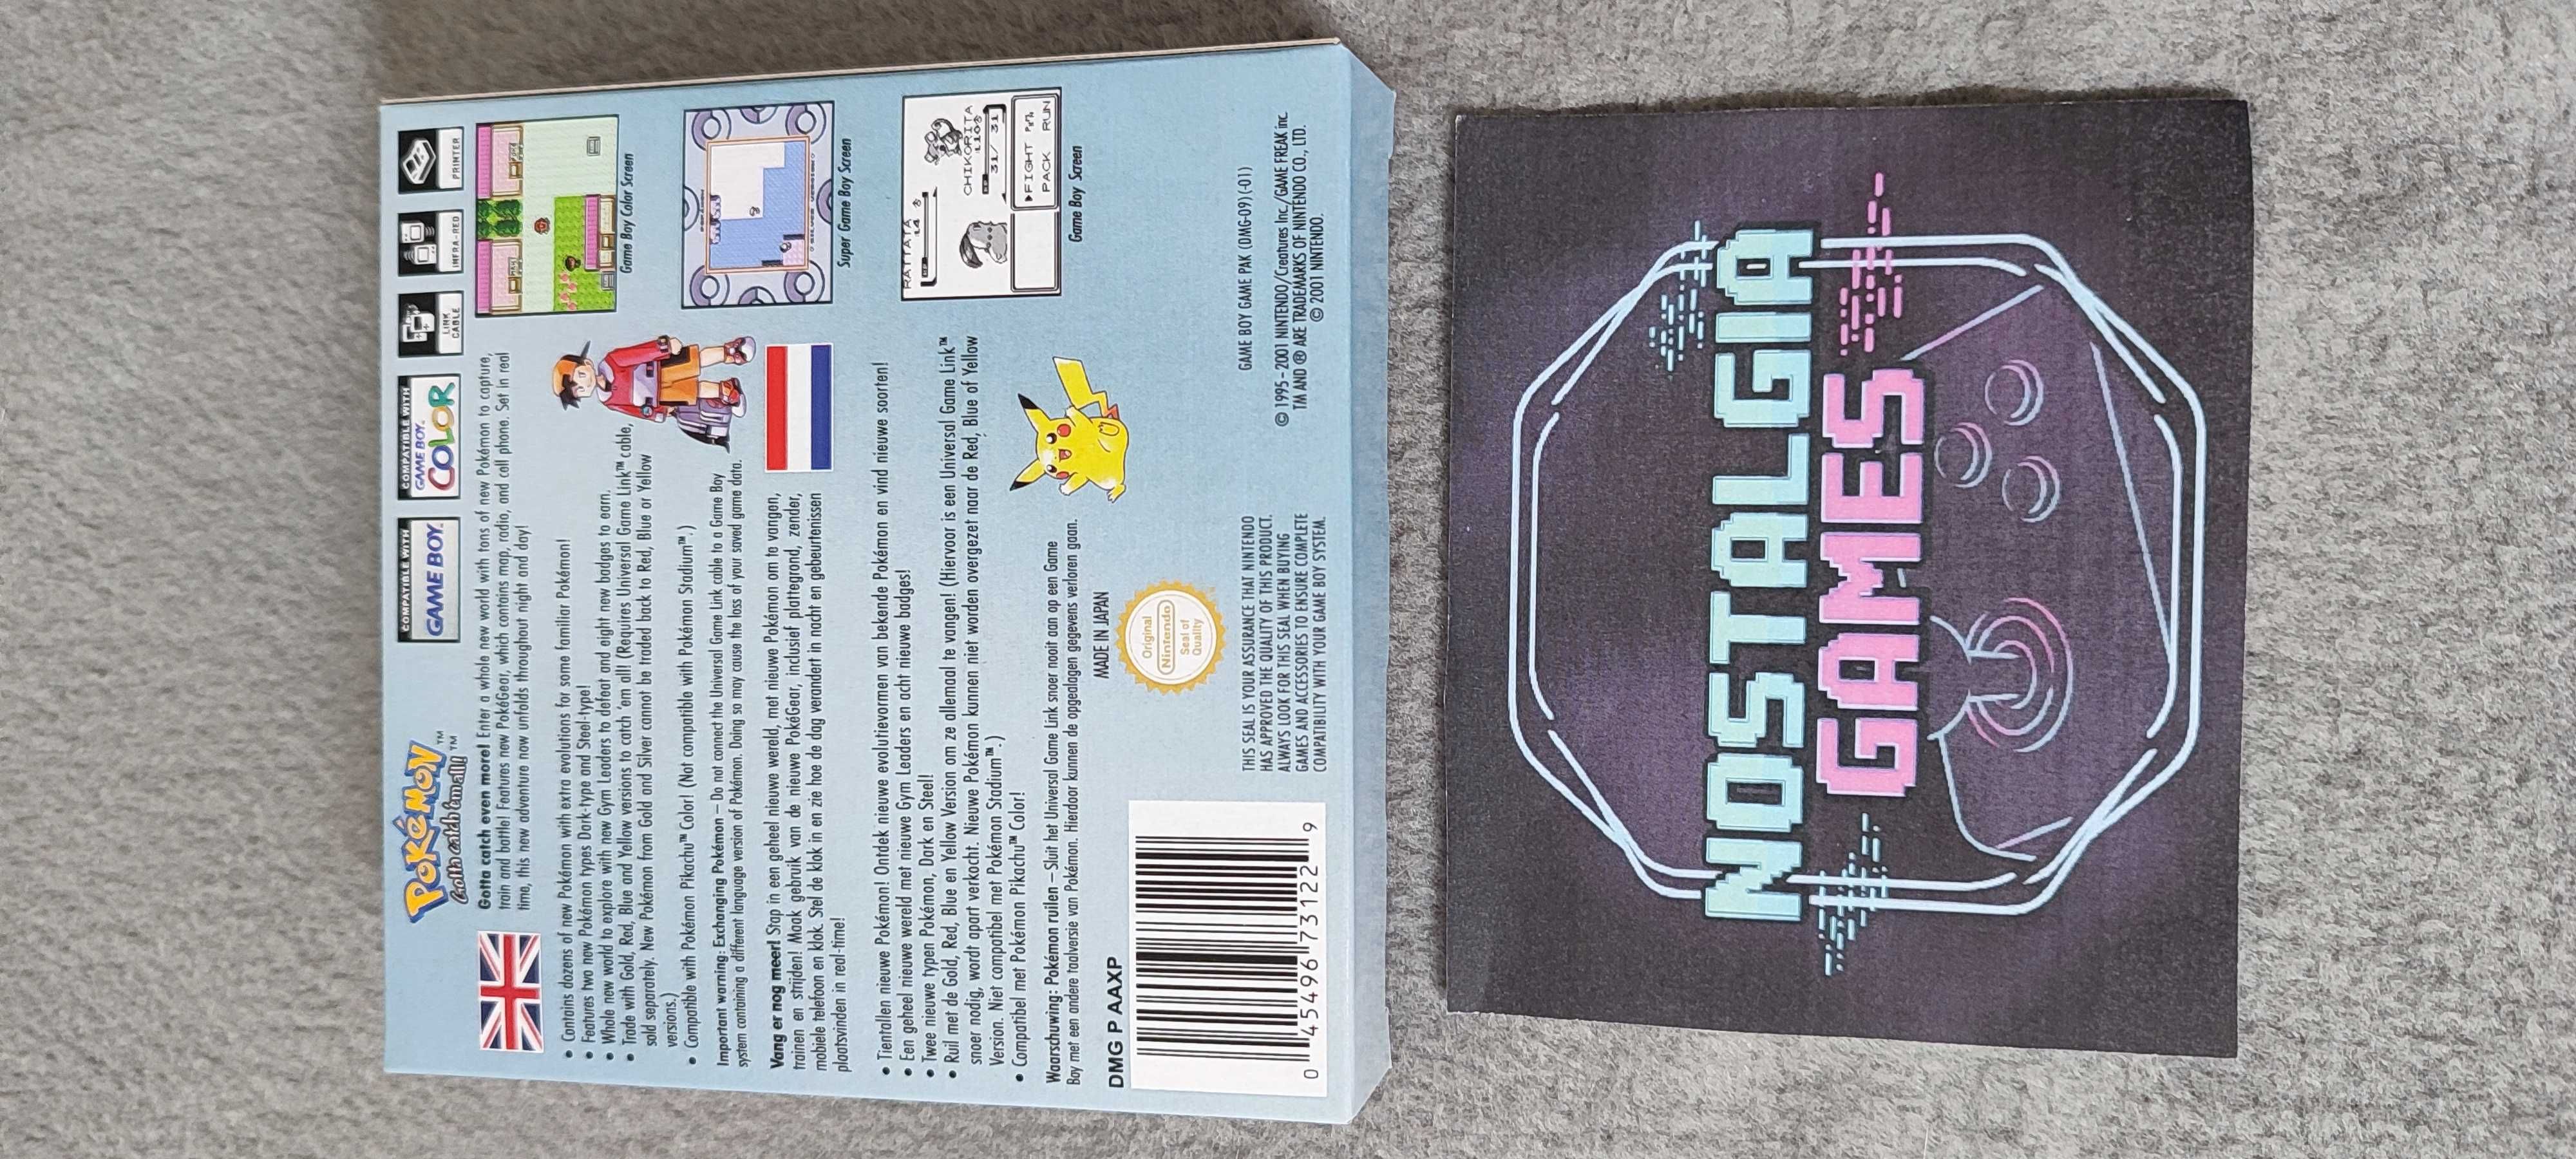 Pokémon™
Gotta catch 'em all!™
COMPATIBLE WITH
GAME BOY
COMPATIBLE WITH
GAME BOY
COLOR
LINK
CABLE
INFRA-RED
PRINTER
Gotta catch even more! Enter a whole new world with tons of new Pokémon to capture,
train and battle! Features new PokéGear, which contains map, radio, and cell phone. Set in real
time, this new adventure now unfolds throughout night and day!
• Contains dozens of new Pokémon with extra evolutions for some familiar Pokémon!
• Features two new Pokémon types Dark-type and Steel-type!
• Whole new world to explore with new Gym Leaders to defeat and eight new badges to earn.
• Trade with Gold, Red, Blue and Yellow versions to catch 'em all! (Requires Universal Game Link™ cable,
sold separately. New Pokémon from Gold and Silver cannot be traded back to Red, Blue or Yellow
versions.)
• Compatible with Pokémon Pikachu™ Color! (Not compatible with Pokémon Stadium™.)
Important warning: Exchanging Pokémon – Do not connect the Universal Game Link cable to a Game Boy
system containing a different language version of Pokémon. Doing so may cause the loss of your saved game data.
Vang er nog meer! Stap in een geheel nieuwe wereld, met nieuwe Pokémon om te vangen,
trainen en strijden! Maak gebruik van de nieuwe PokéGear, inclusief plattegrond, zender,
mobiele telefoon en klok. Stel de klok in en zie hoe de dag verandert in nacht en gebeurtenissen
plaatsvinden in real-time!
• Tientallen nieuwe Pokémon! Ontdek nieuwe evolutievormen van bekende Pokémon en vind nieuwe soorten!
• Een geheel nieuwe wereld met nieuwe Gym Leaders en acht nieuwe badges!
• Twee nieuwe typen Pokémon, Dark en Steel!
• Ruil met de Gold, Red, Blue en Yellow Version om ze allemaal te vangen! (Hiervoor is een Universal Game Link™
snoer nodig, wordt apart verkocht. Nieuwe Pokémon kunnen niet worden overgezet naar de Red, Blue of Yellow
Version. Niet compatibel met Pokémon Stadium™.)
• Compatibel met Pokémon Pikachu™ Color!
Waarschuwing: Pokémon ruilen – Sluit het Universal Game Link snoer nooit aan op een Game
Boy met een andere taalversie van Pokémon. Hierdoor kunnen de opgeslagen gegevens verloren gaan.
Game Boy Color Screen
Super Game Boy Screen
RATTATA
L4
CHIKORITA
L10
31/ 31
FIGHT
PACK RUN
Game Boy Screen
DMG P AAXP
0 45496 73122 9
MADE IN JAPAN
Original
Nintendo
Seal of
Quality
THIS SEAL IS YOUR ASSURANCE THAT NINTENDO
HAS APPROVED THE QUALITY OF THIS PRODUCT.
ALWAYS LOOK FOR THIS SEAL WHEN BUYING
GAMES AND ACCESSORIES TO ENSURE COMPLETE
COMPATIBILITY WITH YOUR GAME BOY SYSTEM.
GAME BOY GAME PAK (DMG-09) (-01)
© 1995 - 2001 NINTENDO/Creatures Inc./GAME FREAK inc.
TM AND ® ARE TRADEMARKS OF NINTENDO CO., LTD.
© 2001 NINTENDO.
NOSTALGIA
GAMES